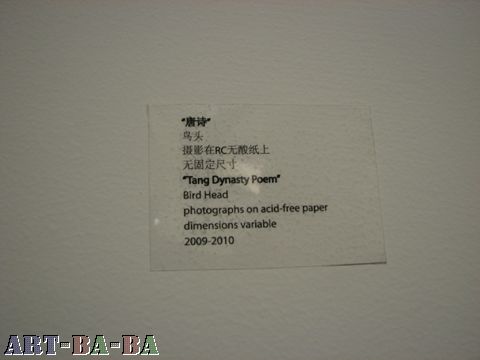 “唐诗”
鸟头
摄影在RC无酸纸上
无固定尺寸
“Tang Dynasty Poem”
Bird Head
photographs on acid-free paper
dimensions variable
2009-2010
ART-BA-BA